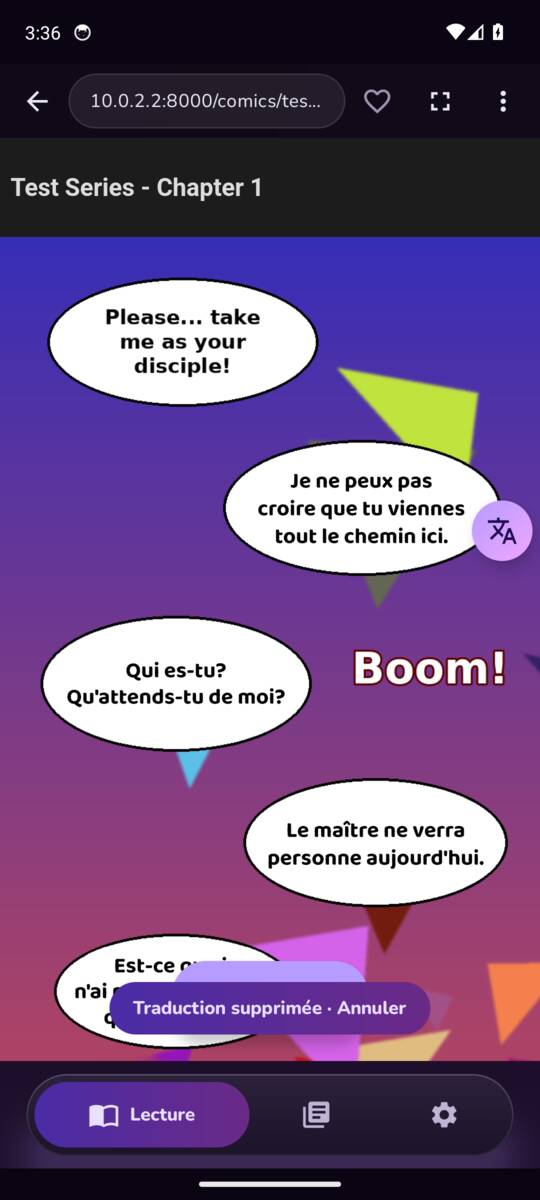 3:36
10.0.2.2:8000/comics/tes...
Test Series - Chapter 1
Please... take
me as your
disciple!
Je ne peux pas
croire que tu viennes
tout le chemin ici.
Qui es-tu?
Qu'attends-tu de moi?
Boom!
Le maître ne verra
personne aujourd'hui.
Est-ce
n'ai
Traduction supprimée · Annuler
Lecture